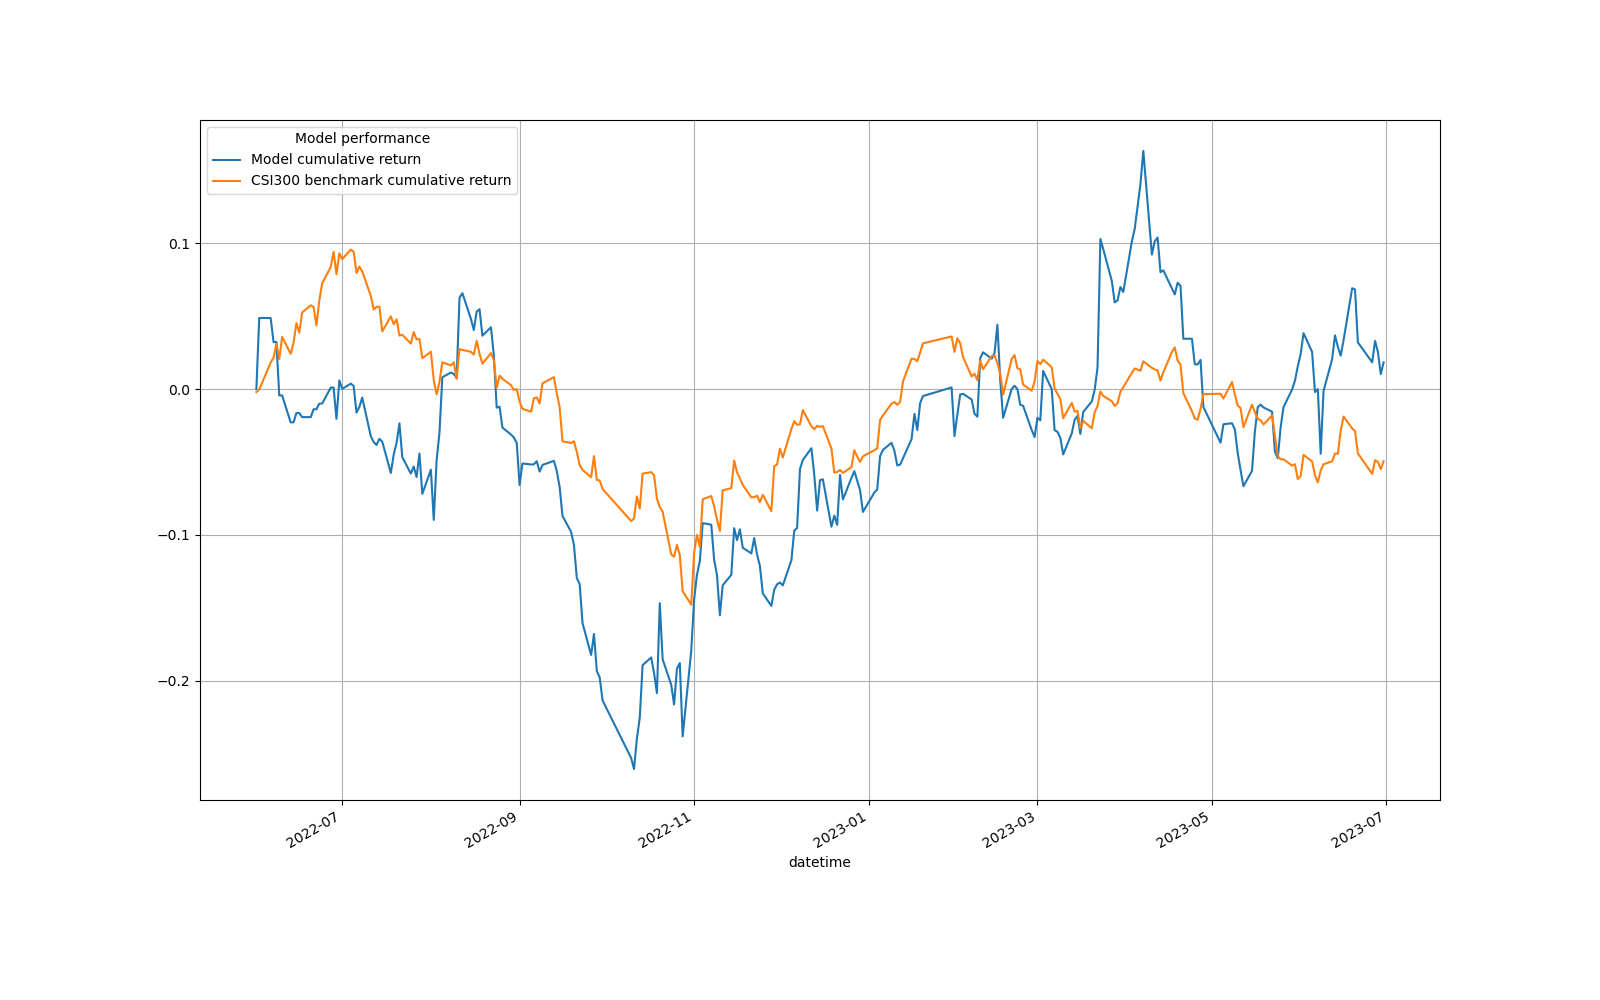 Model performance
Model cumulative return
CSI300 benchmark cumulative return
0.1
0.0
−0.1
−0.2
2022-07
2022-09
2022-11
2023-01
2023-03
2023-05
2023-07
datetime